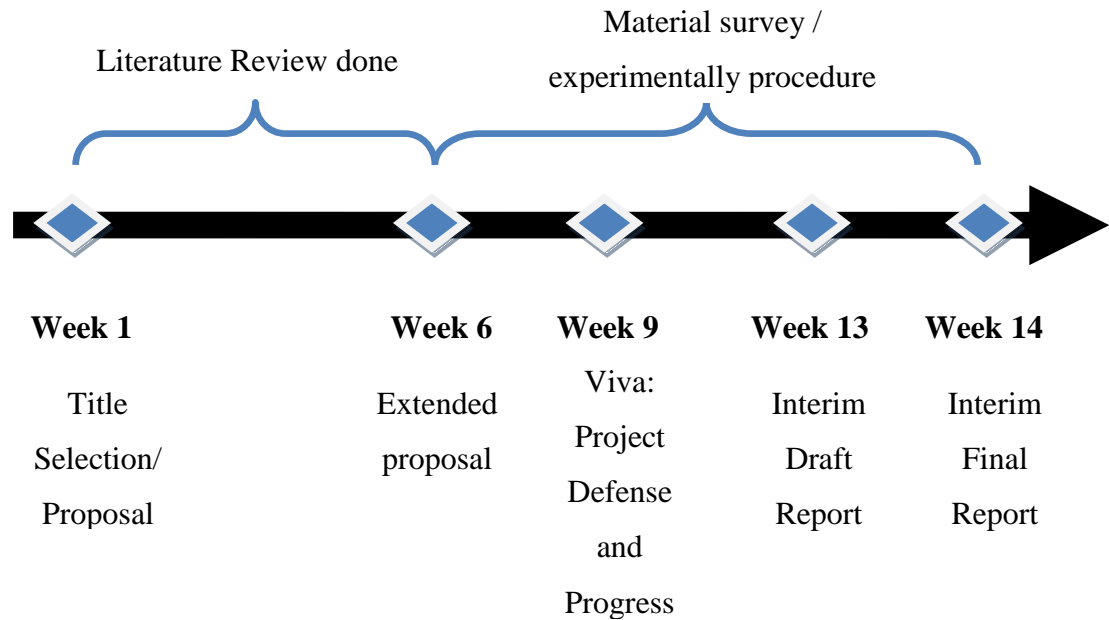 Literature Review done
Material survey /
experimentally procedure
Week 1
Title
Selection/
Proposal
Week 6
Extended
proposal
Week 9
Viva:
Project
Defense
and
Progress
Week 13
Interim
Draft
Report
Week 14
Interim
Final
Report